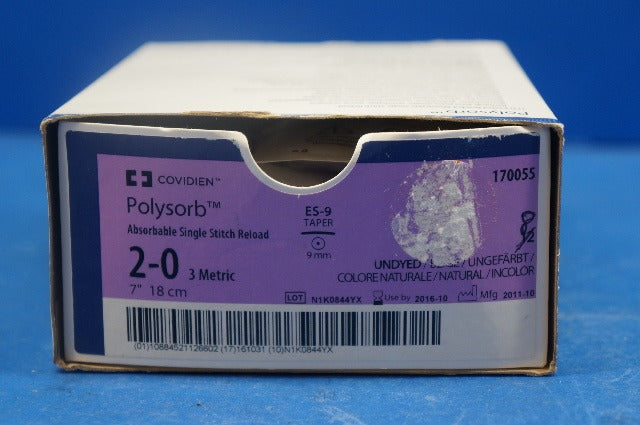 Polysorb™
COVIDIEN™
170055
Polysorb™
ES-9
TAPER
Absorbable Single Stitch Reload
2-0 3 Metric
9 mm
7" 18 cm
UNDYED / UNGEFÄRBT /
COLORE NATURALE / NATURAL / INCOLOR
LOT N1K0844YX Use by 2016-10 Mfg 2011-10
(01)10884521126602 (17)161031 (10)N1K0844YX